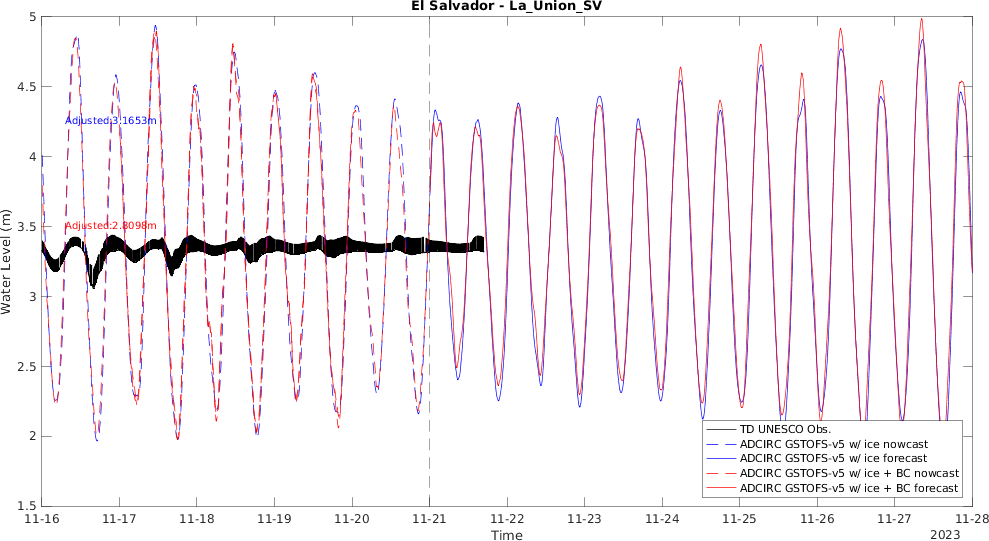 El Salvador - La_Union_SV
Water Level (m)
5
4.5
4
3.5
3
2.5
2
1.5
Adjusted:3.1653m
Adjusted:2.8098m
TD UNESCO Obs.
ADCIRC GSTOFS-v5 w/ ice nowcast
ADCIRC GSTOFS-v5 w/ ice forecast
ADCIRC GSTOFS-v5 w/ ice + BC nowcast
ADCIRC GSTOFS-v5 w/ ice + BC forecast
11-16 11-17 11-18 11-19 11-20 11-21 11-22 11-23 11-24 11-25 11-26 11-27 11-28
Time
2023